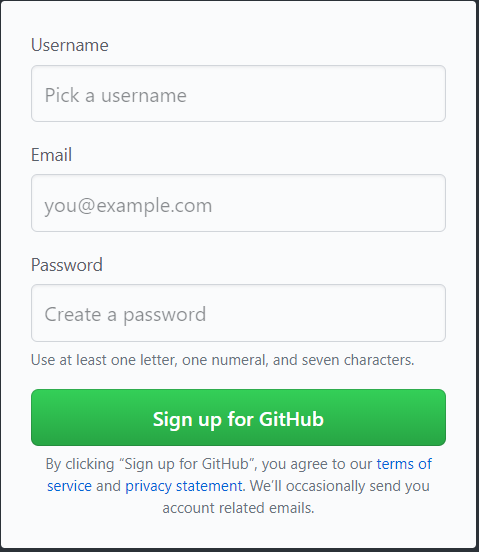 Username
Pick a username
Email
you@example.com
Password
Create a password
Use at least one letter, one numeral, and seven characters.
Sign up for GitHub
By clicking “Sign up for GitHub”, you agree to our terms of
service and privacy statement. We’ll occasionally send you
account related emails.